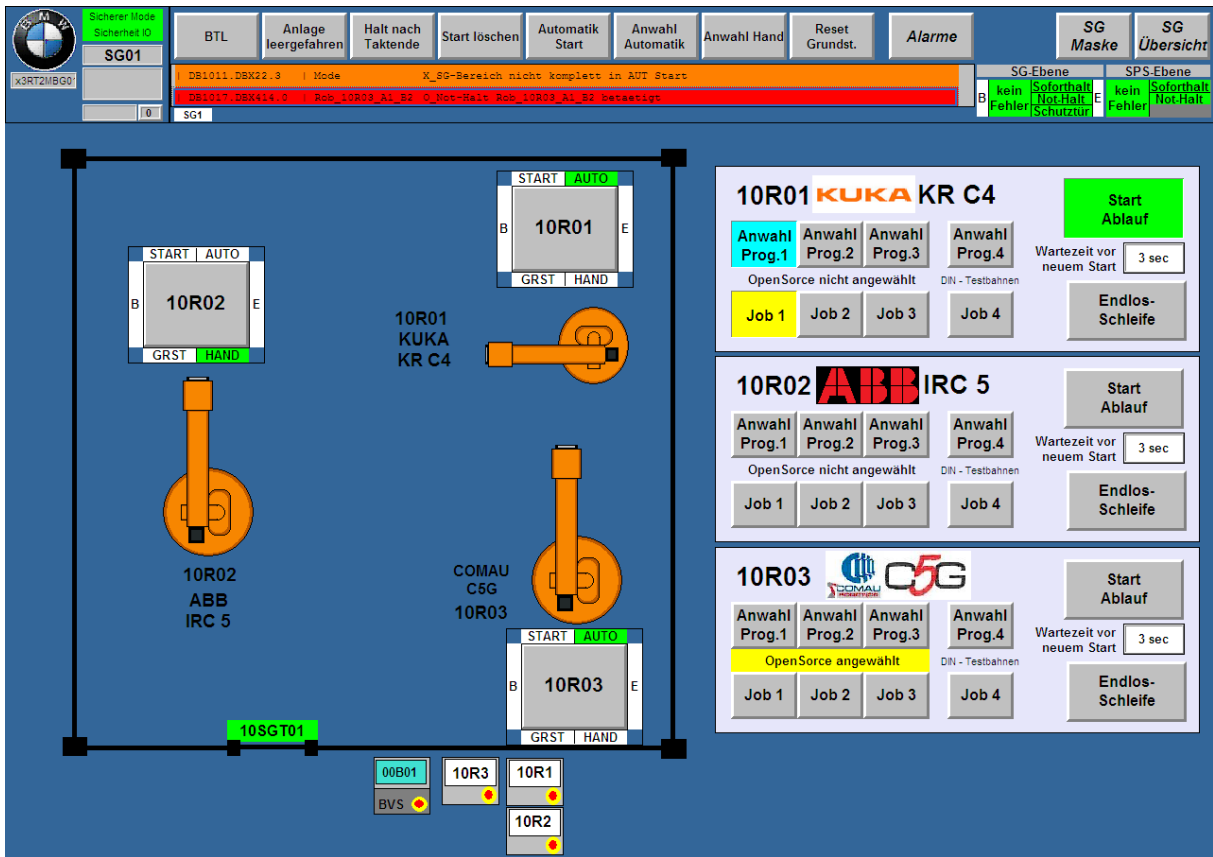 BMW
Sicherer Mode
Sicherheit IO
SG01
x3RT2MBG0
0
BTL
Anlage
leergefahren
Halt nach
Taktende
Start löschen
Automatik
Start
Anwahl
Automatik
Anwahl Hand
Reset
Grundst.
Alarme
SG
Maske
SG
Übersicht
| DB1011.DBX22.3 | Mode X_SG-Bereich nicht komplett in AUT Start
| DB1017.DBX414.0 | Rob_10R03_A1_B2 O_Not-Halt Rob_10R03_A1_B2 betaetigt
SG1
SG-Ebene
B
kein
Fehler
Soforthalt
Not-Halt
Schutztür
E
SPS-Ebene
kein
Fehler
Soforthalt
Not-Halt
START AUTO
B 10R01 E
GRST HAND
START AUTO
B 10R02 E
GRST HAND
10R01
KUKA
KR C4
10R02
ABB
IRC 5
COMAU
C5G
10R03
START AUTO
B 10R03 E
GRST HAND
10SGT01
00B01
BVS
10R3
10R1
10R2
10R01 KUKA KR C4
Start
Ablauf
Anwahl
Prog.1
Anwahl
Prog.2
Anwahl
Prog.3
Anwahl
Prog.4
Wartezeit vor
neuem Start
3 sec
OpenSorce nicht angewählt
DIN - Testbahnen
Job 1
Job 2
Job 3
Job 4
Endlos-
Schleife
10R02 ABB IRC 5
Start
Ablauf
Anwahl
Prog.1
Anwahl
Prog.2
Anwahl
Prog.3
Anwahl
Prog.4
Wartezeit vor
neuem Start
3 sec
OpenSorce nicht angewählt
DIN - Testbahnen
Job 1
Job 2
Job 3
Job 4
Endlos-
Schleife
10R03 COMAU C5G
Start
Ablauf
Anwahl
Prog.1
Anwahl
Prog.2
Anwahl
Prog.3
Anwahl
Prog.4
Wartezeit vor
neuem Start
3 sec
OpenSorce angewählt
DIN - Testbahnen
Job 1
Job 2
Job 3
Job 4
Endlos-
Schleife